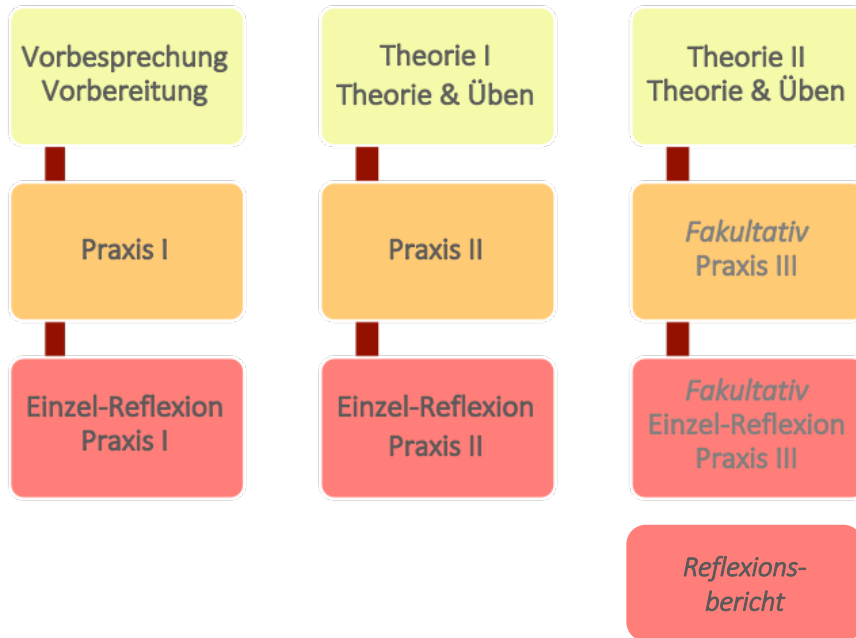 Vorbesprechung
Vorbereitung
Theorie I
Theorie & Üben
Theorie II
Theorie & Üben
Praxis I
Praxis II
Fakultativ
Praxis III
Einzel-Reflexion
Praxis I
Einzel-Reflexion
Praxis II
Fakultativ
Einzel-Reflexion
Praxis III
Reflexions-
bericht